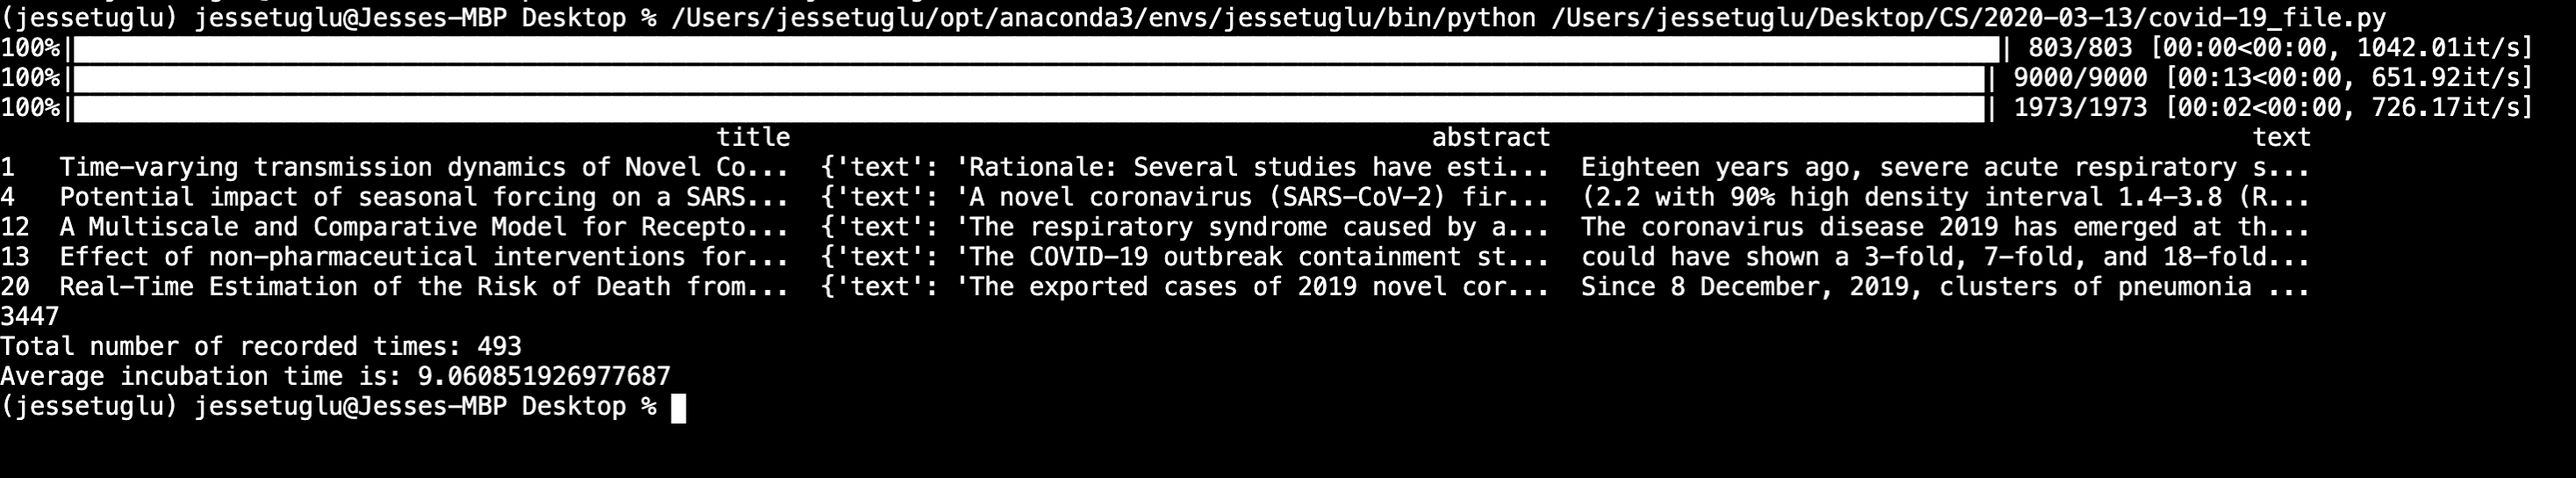 (jessetuglu) jessetuglu@Jesses-MBP Desktop % /Users/jessetuglu/opt/anaconda3/envs/jessetuglu/bin/python /Users/jessetuglu/Desktop/CS/2020-03-13/covid-19_file.py
100%| | 803/803 [00:00<00:00, 1042.01it/s]
100%| | 9000/9000 [00:13<00:00, 651.92it/s]
100%| | 1973/1973 [00:02<00:00, 726.17it/s]
title abstract text
1 Time-varying transmission dynamics of Novel Co... {'text': 'Rationale: Several studies have esti... Eighteen years ago, severe acute respiratory s...
4 Potential impact of seasonal forcing on a SARS... {'text': 'A novel coronavirus (SARS-CoV-2) fir... (2.2 with 90% high density interval 1.4-3.8 (R...
12 A Multiscale and Comparative Model for Recepto... {'text': 'The respiratory syndrome caused by a... The coronavirus disease 2019 has emerged at th...
13 Effect of non-pharmaceutical interventions for... {'text': 'The COVID-19 outbreak containment st... could have shown a 3-fold, 7-fold, and 18-fold...
20 Real-Time Estimation of the Risk of Death from... {'text': 'The exported cases of 2019 novel cor... Since 8 December, 2019, clusters of pneumonia ...
3447
Total number of recorded times: 493
Average incubation time is: 9.060851926977687
(jessetuglu) jessetuglu@Jesses-MBP Desktop %